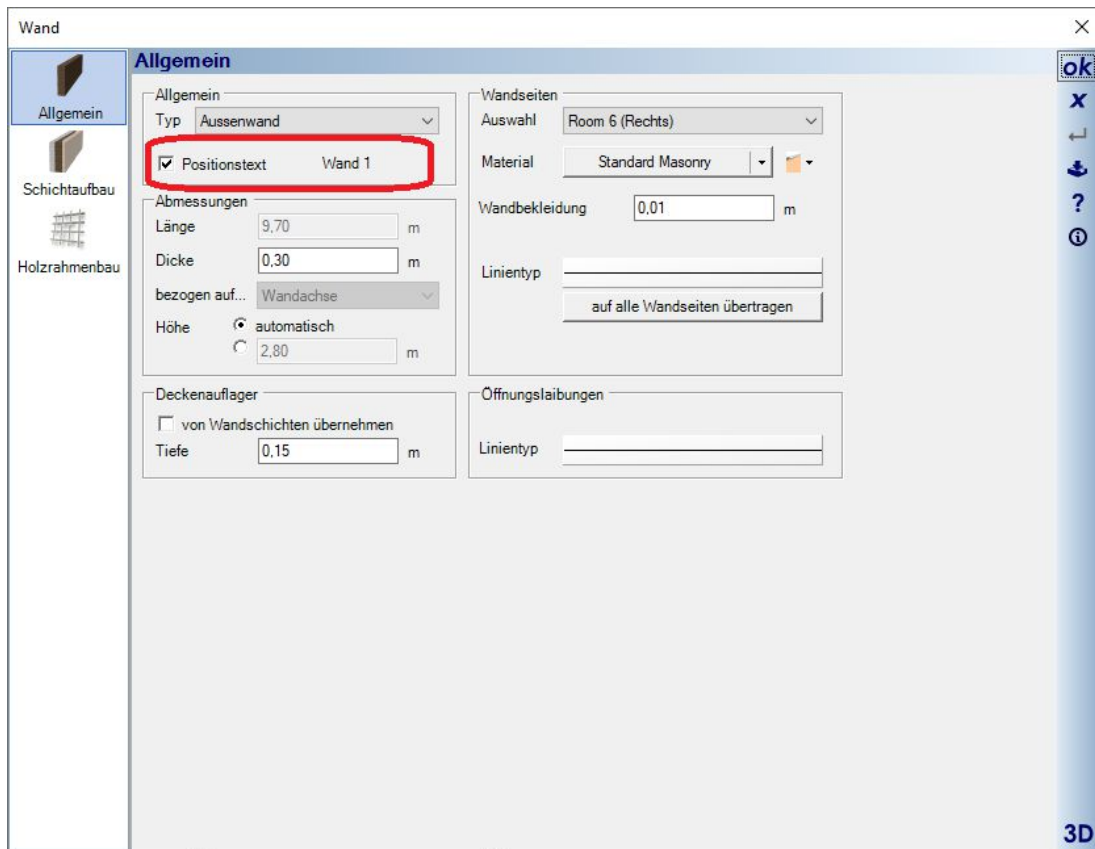 Wand
Allgemein
Schichtaufbau
Holzrahmenbau
Allgemein
Allgemein
Typ Aussenwand
Positionstext Wand 1
Abmessungen
Länge 9,70 m
Dicke 0,30 m
bezogen auf... Wandachse
Höhe automatisch
2,80 m
Deckenauflager
von Wandschichten übernehmen
Tiefe 0,15 m
Wandseiten
Auswahl Room 6 (Rechts)
Material Standard Masonry
Wandbekleidung 0,01 m
Linientyp
auf alle Wandseiten übertragen
Öffnungslaibungen
Linientyp
ok
x
?
3D